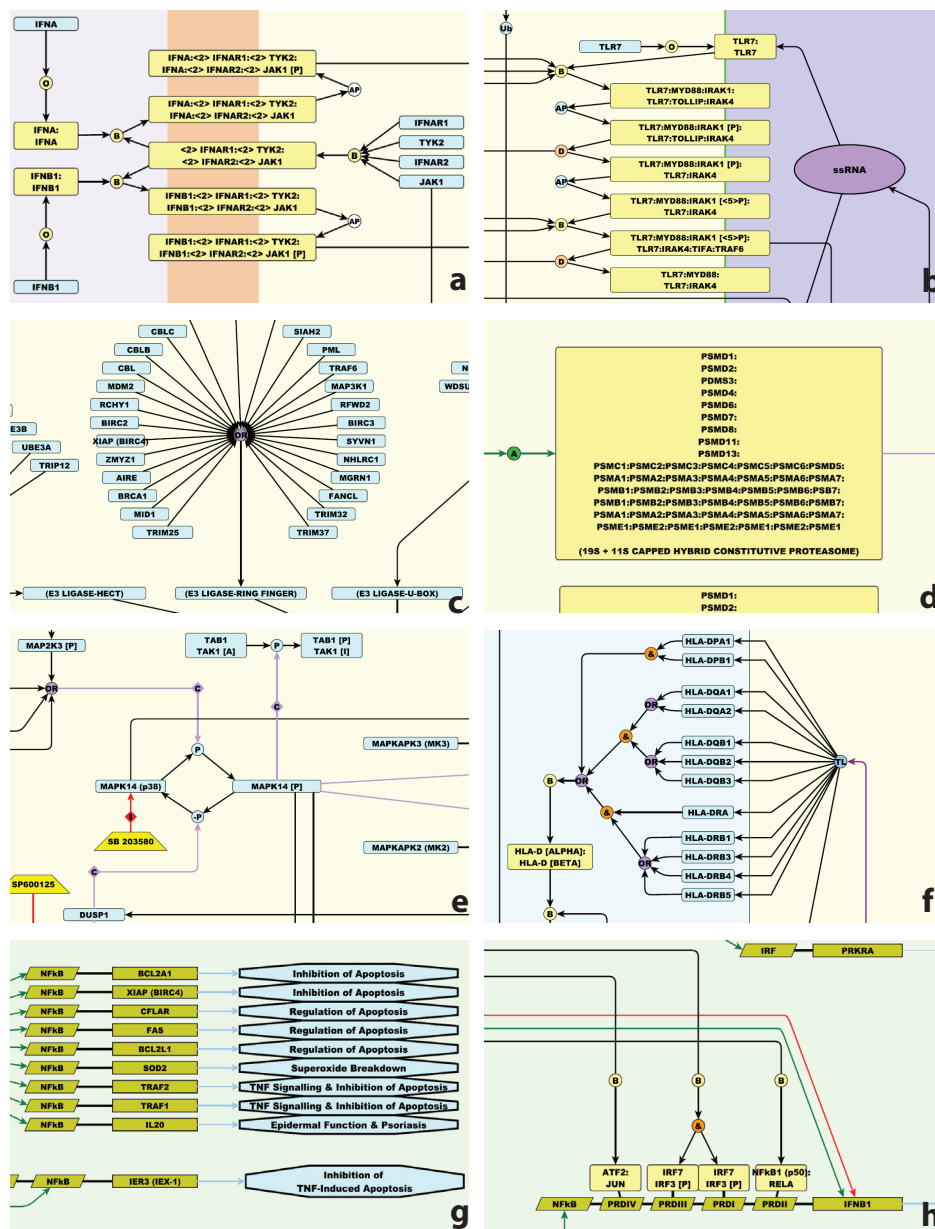 IFNA
O
IFNA:
IFNA
B
IFNB1:
IFNB1
B
O
IFNB1
IFNA:<2> IFNAR1:<2> TYK2:
IFNA:<2> IFNAR2:<2> JAK1 [P]
IFNA:<2> IFNAR1:<2> TYK2:
IFNA:<2> IFNAR2:<2> JAK1
<2> IFNAR1:<2> TYK2:
<2> IFNAR2:<2> JAK1
IFNB1:<2> IFNAR1:<2> TYK2:
IFNB1:<2> IFNAR2:<2> JAK1
IFNB1:<2> IFNAR1:<2> TYK2:
IFNB1:<2> IFNAR2:<2> JAK1 [P]
AP
B
AP
IFNAR1
TYK2
IFNAR2
JAK1
a
Ub
TLR7
O
TLR7:
TLR7
B
TLR7:MYD88:IRAK1:
TLR7:TOLLIP:IRAK4
AP
TLR7:MYD88:IRAK1 [P]:
TLR7:TOLLIP:IRAK4
D
TLR7:MYD88:IRAK1 [P]:
TLR7:IRAK4
AP
TLR7:MYD88:IRAK1 [<5>P]:
TLR7:IRAK4
B
TLR7:MYD88:IRAK1 [<5>P]:
TLR7:IRAK4:TIFA:TRAF6
D
TLR7:MYD88:
TLR7:IRAK4
ssRNA
b
CBLC
CBLB
CBL
MDM2
RCHY1
BIRC2
XIAP (BIRC4)
ZMYZ1
AIRE
BRCA1
MID1
TRIM25
OR
SIAH2
PML
TRAF6
MAP3K1
RFWD2
BIRC3
SYVN1
NHLRC1
MGRN1
FANCL
TRIM32
TRIM37
E3B
UBE3A
TRIP12
N
WDSU
(E3 LIGASE-HECT)
(E3 LIGASE-RING FINGER)
(E3 LIGASE-U-BOX)
c
A
PSMD1:
PSMD2:
PDMS3:
PSMD4:
PSMD6:
PSMD7:
PSMD8:
PSMD11:
PSMD13:
PSMC1:PSMC2:PSMC3:PSMC4:PSMC5:PSMC6:PSMD5:
PSMA1:PSMA2:PSMA3:PSMA4:PSMA5:PSMA6:PSMA7:
PSMB1:PSMB2:PSMB3:PSMB4:PSMB5:PSMB6:PSB7:
PSMB1:PSMB2:PSMB3:PSMB4:PSMB5:PSMB6:PSMB7:
PSMA1:PSMA2:PSMA3:PSMA4:PSMA5:PSMA6:PSMA7:
PSME1:PSME2:PSME1:PSME2:PSME1:PSME2:PSME1
(19S + 11S CAPPED HYBRID CONSTITUTIVE PROTEASOME)
PSMD1:
PSMD2:
d
MAP2K3 [P]
OR
TAB1
TAK1 [A]
P
TAB1 [P]
TAK1 [I]
C
C
P
MAPK14 (p38)
MAPK14 [P]
-P
I
SB 203580
MAPKAPK3 (MK3)
MAPKAPK2 (MK2)
C
SP600125
DUSP1
e
HLA-DPA1
HLA-DPB1
&
HLA-DQA1
HLA-DQA2
OR
&
HLA-DQB1
HLA-DQB2
HLA-DQB3
OR
TL
B
OR
HLA-DRA
&
HLA-DRB1
HLA-DRB3
HLA-DRB4
HLA-DRB5
OR
HLA-D [ALPHA]:
HLA-D [BETA]
B
f
NFkB BCL2A1 Inhibition of Apoptosis
NFkB XIAP (BIRC4) Inhibition of Apoptosis
NFkB CFLAR Regulation of Apoptosis
NFkB FAS Regulation of Apoptosis
NFkB BCL2L1 Regulation of Apoptosis
NFkB SOD2 Superoxide Breakdown
NFkB TRAF2 TNF Signalling & Inhibition of Apoptosis
NFkB TRAF1 TNF Signalling & Inhibition of Apoptosis
NFkB IL20 Epidermal Function & Psoriasis
NFkB IER3 (IEX-1) Inhibition of
TNF-Induced Apoptosis
g
IRF PRKRA
B
B
B
&
ATF2:
JUN
IRF7
IRF3 [P]
IRF7
IRF3 [P]
NFkB1 (p50):
RELA
NFkB PRDIV PRDIII PRDI PRDII IFNB1
h